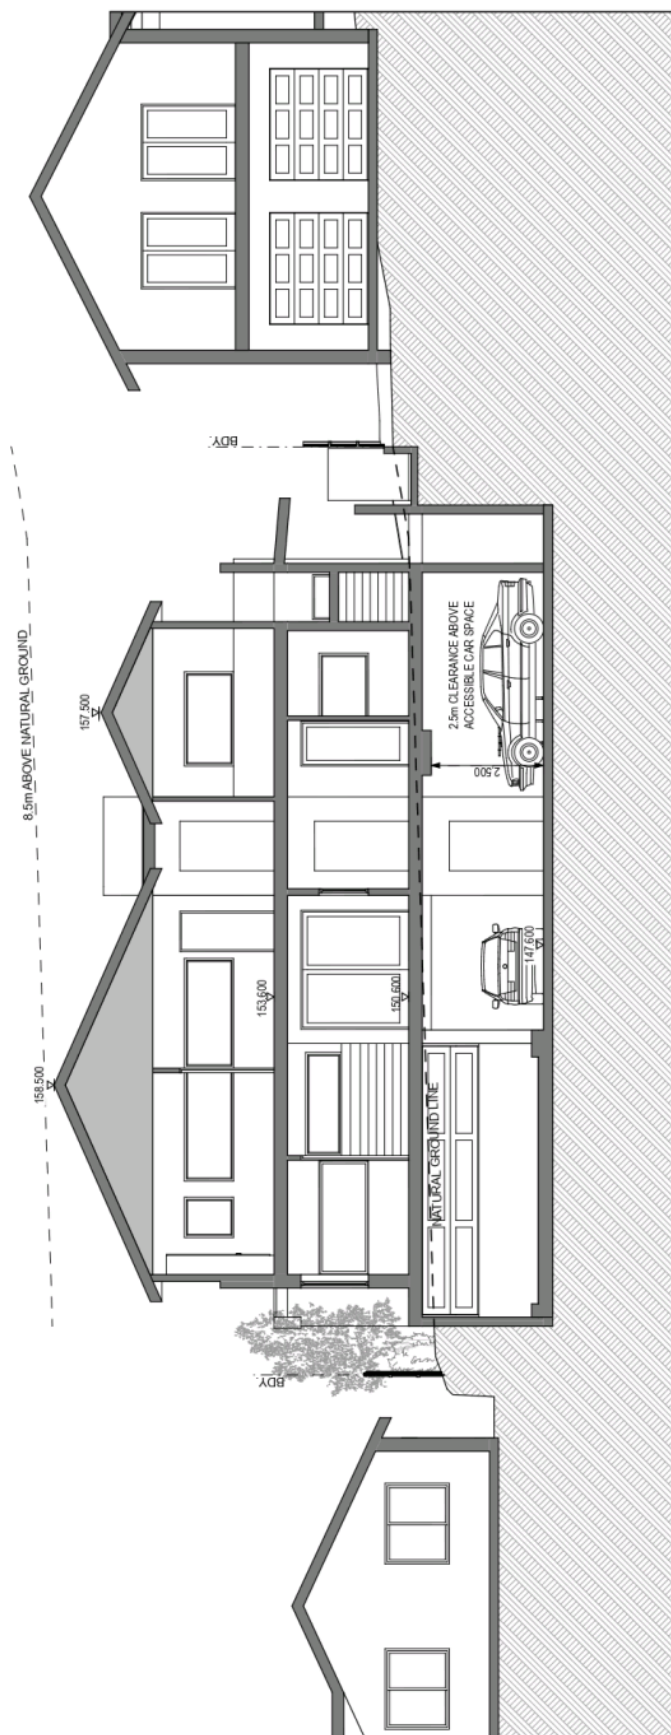 8.5m ABOVE NATURAL GROUND
158.500
157.500
BDY.
BDY.
153,600
150,600
NATURAL GROUND LINE
147,600
2.5m CLEARANCE ABOVE
ACCESSIBLE CAR SPACE
2,500